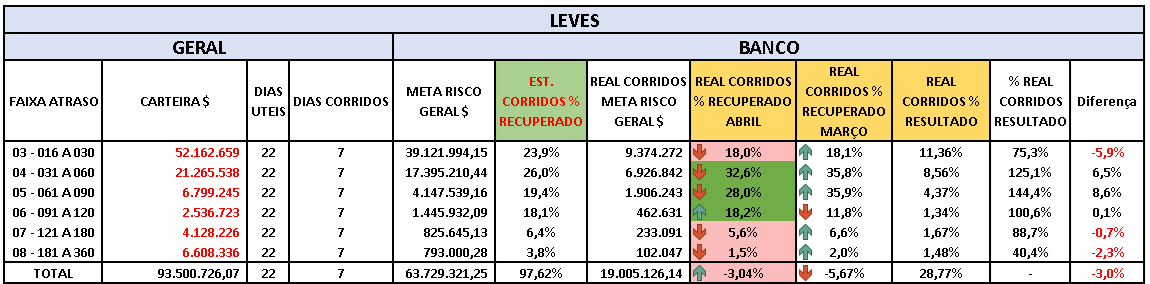 LEVES
GERAL BANCO
FAIXA ATRASO CARTEIRA $ DIAS UTEIS DIAS CORRIDOS META RISCO GERAL $ EST. CORRIDOS % RECUPERADO REAL CORRIDOS META RISCO GERAL $ REAL CORRIDOS % RECUPERADO ABRIL REAL CORRIDOS % RECUPERADO MARÇO REAL CORRIDOS % RESULTADO % REAL CORRIDOS RESULTADO Diferença
03 - 016 A 030 52.162.659 22 7 39.121.994,15 23,9% 9.374.272 18,0% 18,1% 11,36% 75,3% -5,9%
04 - 031 A 060 21.265.538 22 7 17.395.210,44 26,0% 6.926.842 32,6% 35,8% 8,56% 125,1% 6,5%
05 - 061 A 090 6.799.245 22 7 4.147.539,16 19,4% 1.906.243 28,0% 35,9% 4,37% 144,4% 8,6%
06 - 091 A 120 2.536.723 22 7 1.445.932,09 18,1% 462.631 18,2% 11,8% 1,34% 100,6% 0,1%
07 - 121 A 180 4.128.226 22 7 825.645,13 6,4% 233.091 5,6% 6,6% 1,67% 88,7% -0,7%
08 - 181 A 360 6.608.336 22 7 793.000,28 3,8% 102.047 1,5% 2,0% 1,48% 40,4% -2,3%
TOTAL 93.500.726,07 22 7 63.729.321,25 97,62% 19.005.126,14 -3,04% -5,67% 28,77% - -3,0%